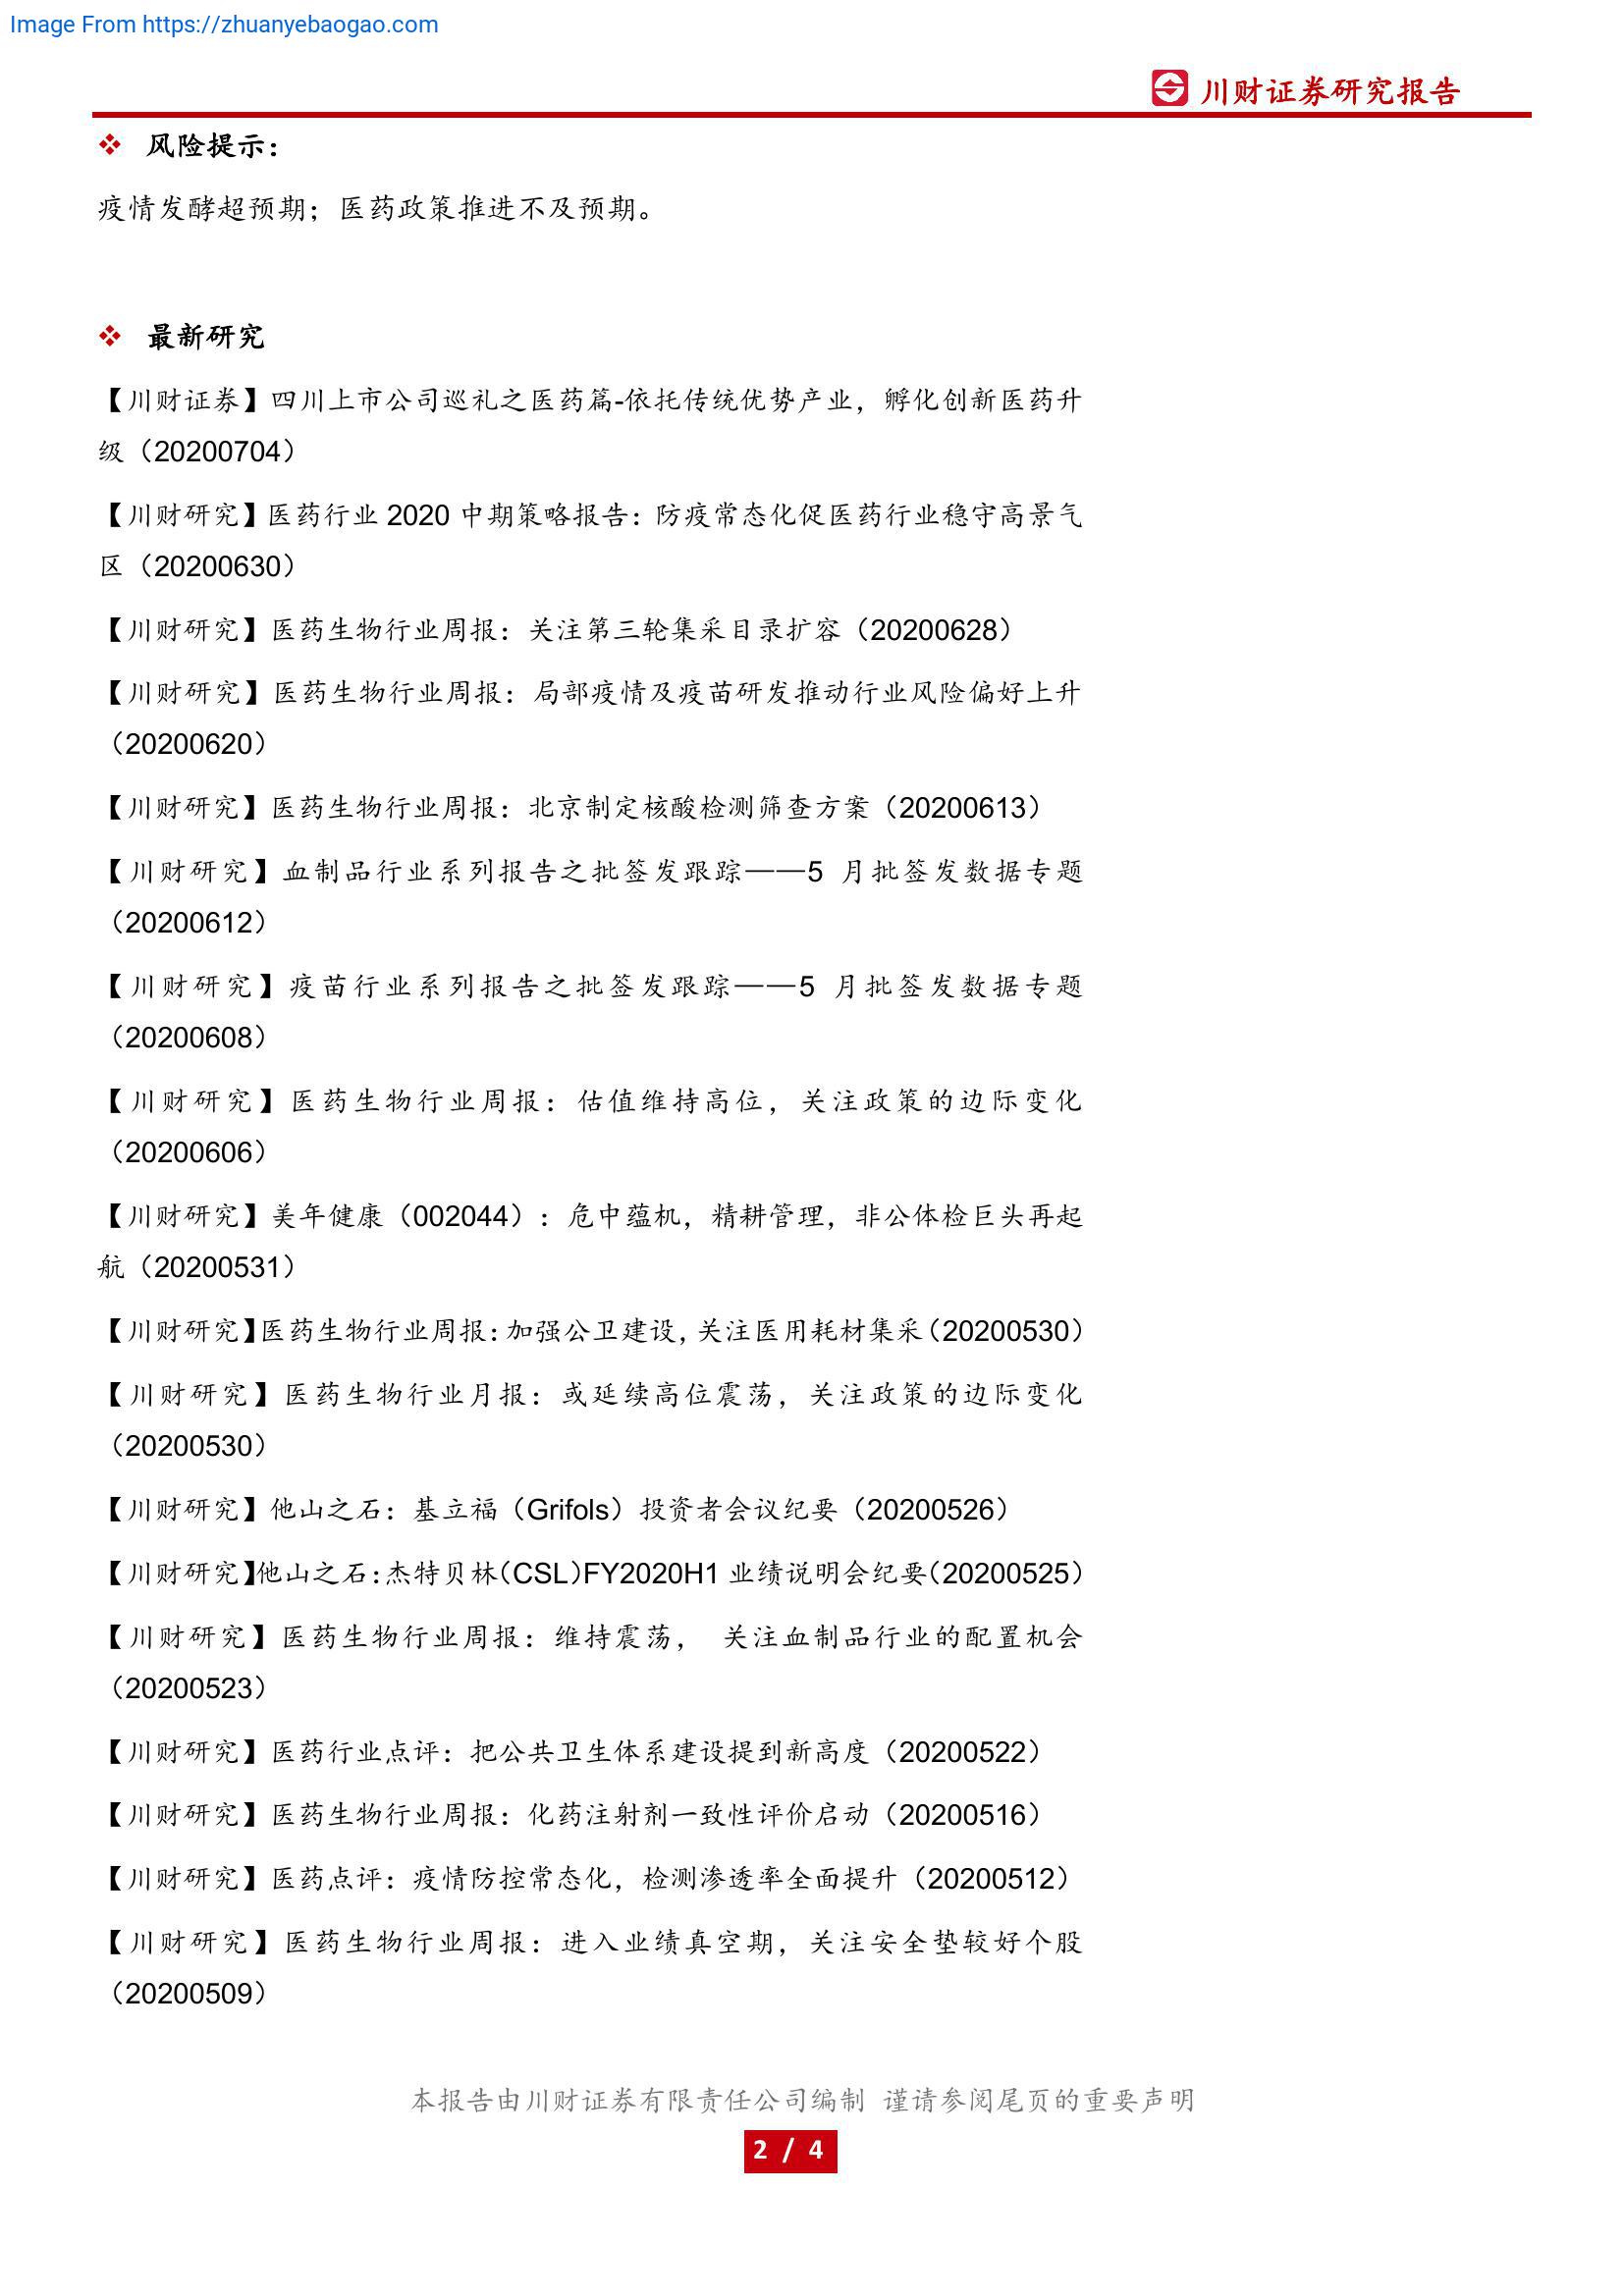 Image From https://zhuanyebaogao.com
川财证券研究报告
风险提示：
疫情发酵超预期；医药政策推进不及预期。
最新研究
【川财证券】四川上市公司巡礼之医药篇-依托传统优势产业，孵化创新医药升
级（20200704）
【川财研究】医药行业 2020 中期策略报告：防疫常态化促医药行业稳守高景气
区（20200630）
【川财研究】医药生物行业周报：关注第三轮集采目录扩容（20200628）
【川财研究】医药生物行业周报：局部疫情及疫苗研发推动行业风险偏好上升
（20200620）
【川财研究】医药生物行业周报：北京制定核酸检测筛查方案（20200613）
【川财研究】血制品行业系列报告之批签发跟踪——5 月批签发数据专题
（20200612）
【川财研究】疫苗行业系列报告之批签发跟踪——5 月批签发数据专题
（20200608）
【川财研究】医药生物行业周报：估值维持高位，关注政策的边际变化
（20200606）
【川财研究】美年健康（002044）：危中蕴机，精耕管理，非公体检巨头再起
航（20200531）
【川财研究】医药生物行业周报：加强公卫建设，关注医用耗材集采（20200530）
【川财研究】医药生物行业月报：或延续高位震荡，关注政策的边际变化
（20200530）
【川财研究】他山之石：基立福（Grifols）投资者会议纪要（20200526）
【川财研究】他山之石：杰特贝林（CSL）FY2020H1 业绩说明会纪要（20200525）
【川财研究】医药生物行业周报：维持震荡， 关注血制品行业的配置机会
（20200523）
【川财研究】医药行业点评：把公共卫生体系建设提到新高度（20200522）
【川财研究】医药生物行业周报：化药注射剂一致性评价启动（20200516）
【川财研究】医药点评：疫情防控常态化，检测渗透率全面提升（20200512）
【川财研究】医药生物行业周报：进入业绩真空期，关注安全垫较好个股
（20200509）
本报告由川财证券有限责任公司编制 谨请参阅尾页的重要声明
2 / 4